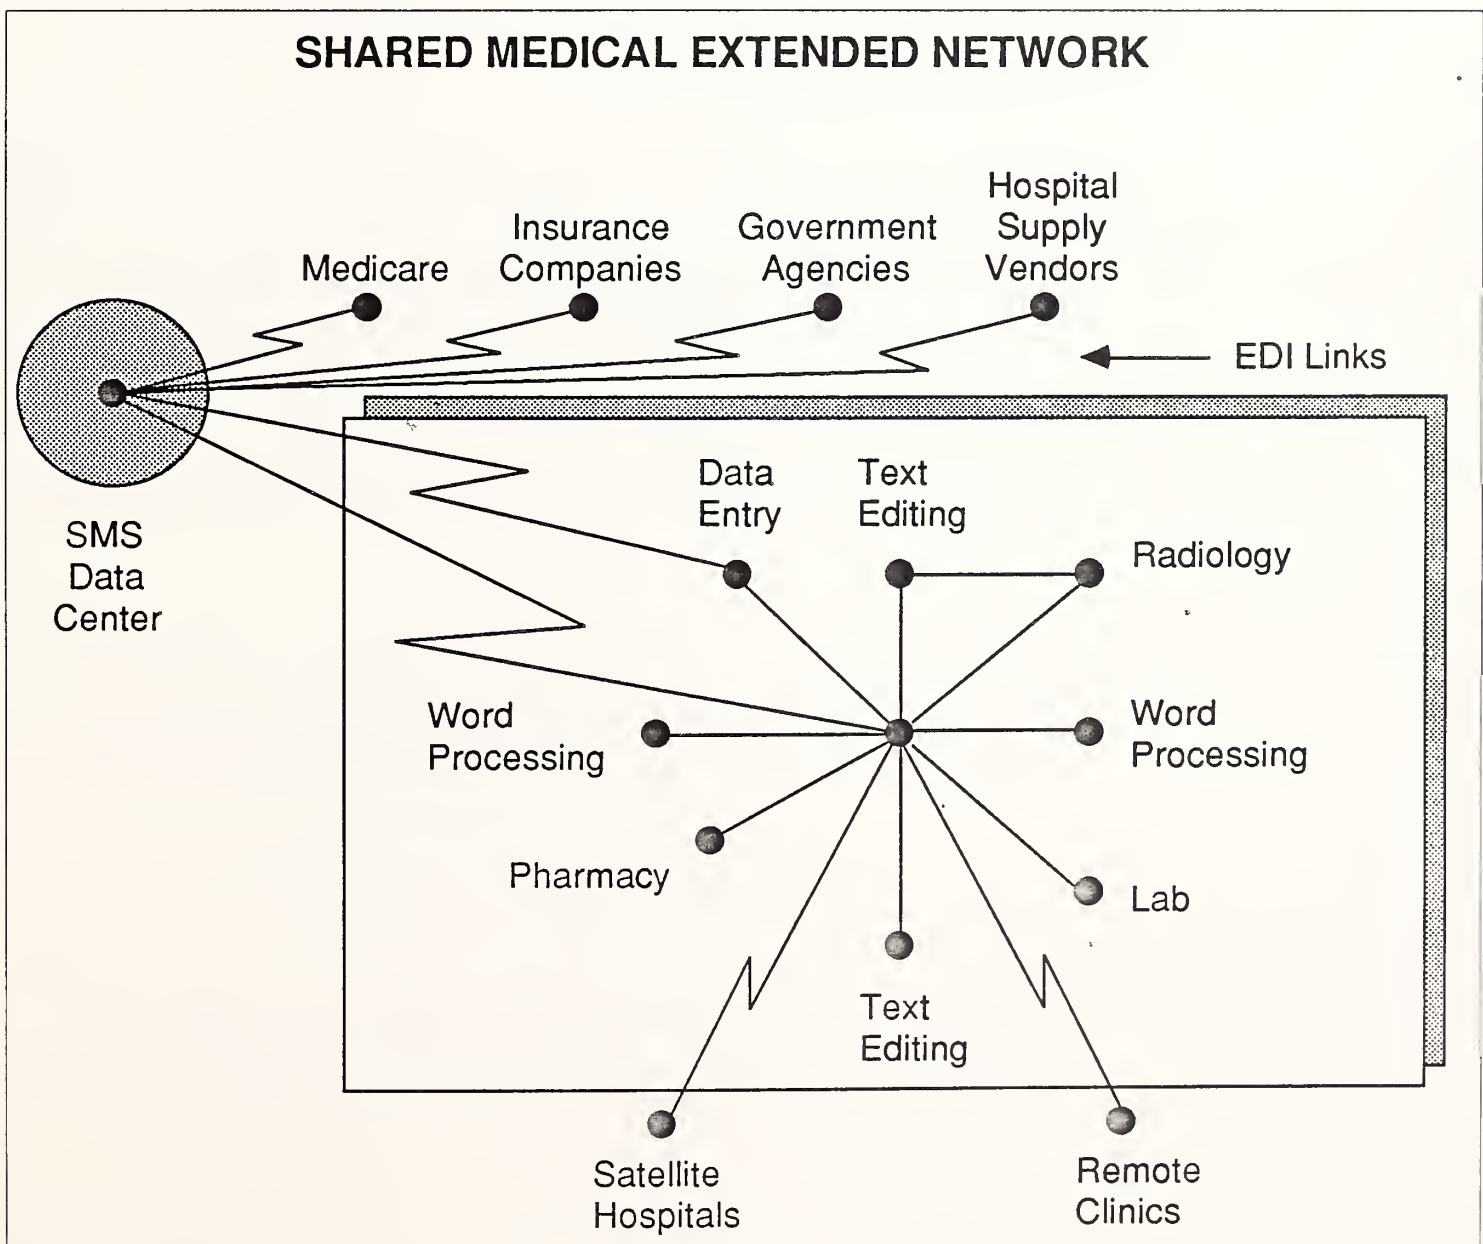 SHARED MEDICAL EXTENDED NETWORK
Medicare
Insurance
Companies
Government
Agencies
Hospital
Supply
Vendors
EDI Links
SMS
Data
Center
Data
Entry
Text
Editing
Radiology
Word
Processing
Word
Processing
Pharmacy
Lab
Text
Editing
Satellite
Hospitals
Remote
Clinics